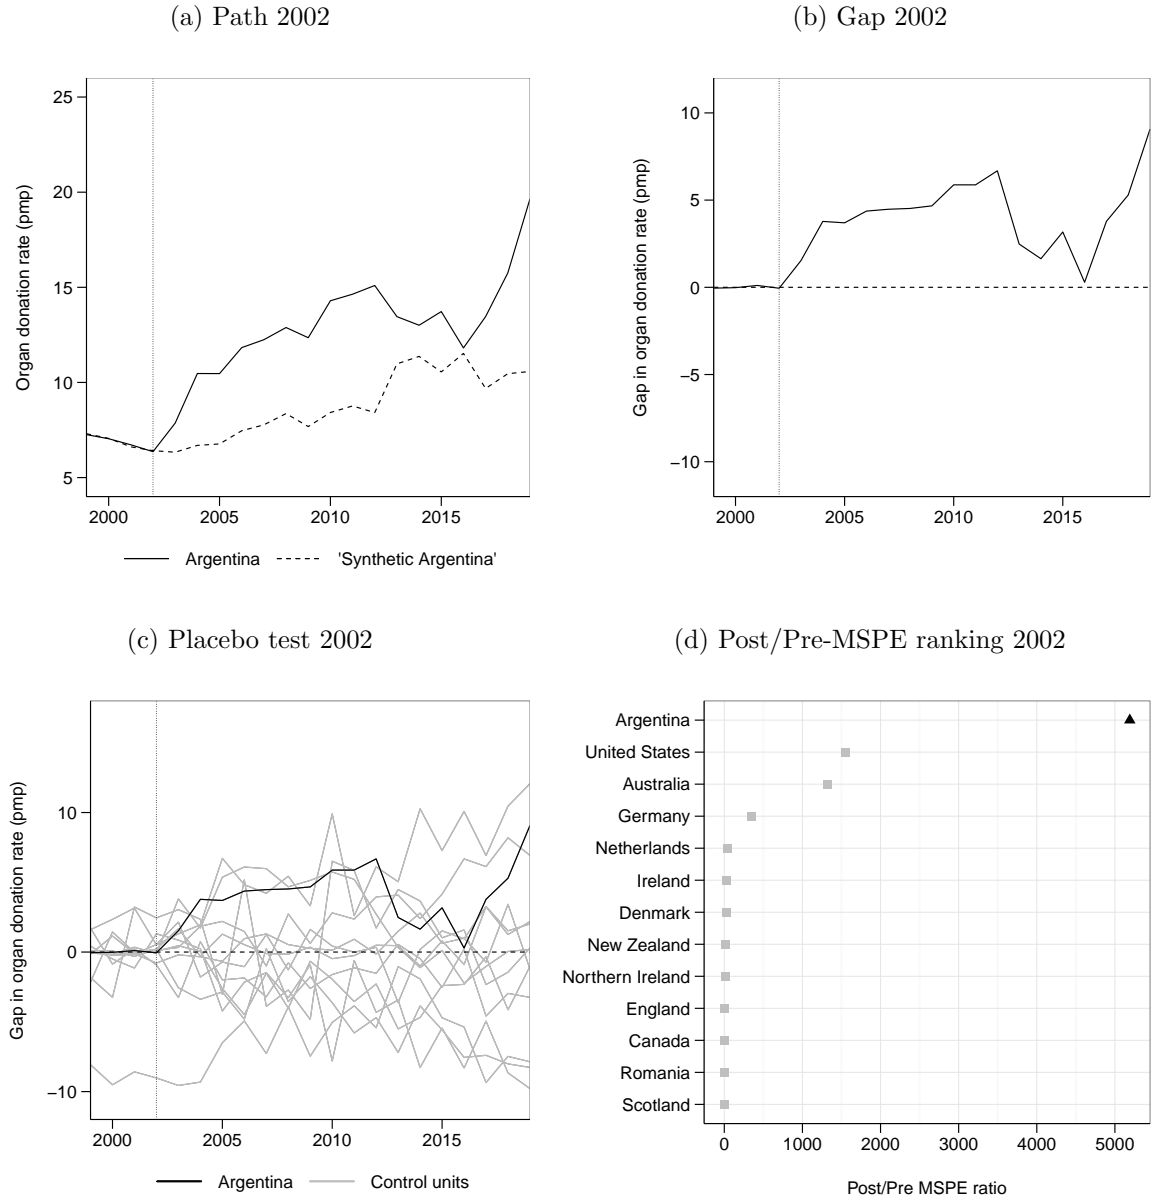 (a) Path 2002
(b) Gap 2002
Organ donation rate (pmp)
25
20
15
10
5
2000 2005 2010 2015
Argentina 'Synthetic Argentina'
Gap in organ donation rate (pmp)
10
5
0
−5
−10
2000 2005 2010 2015
(c) Placebo test 2002
(d) Post/Pre-MSPE ranking 2002
Gap in organ donation rate (pmp)
10
0
−10
2000 2005 2010 2015
Argentina Control units
Argentina
United States
Australia
Germany
Netherlands
Ireland
Denmark
New Zealand
Northern Ireland
England
Canada
Romania
Scotland
0 1000 2000 3000 4000 5000
Post/Pre MSPE ratio